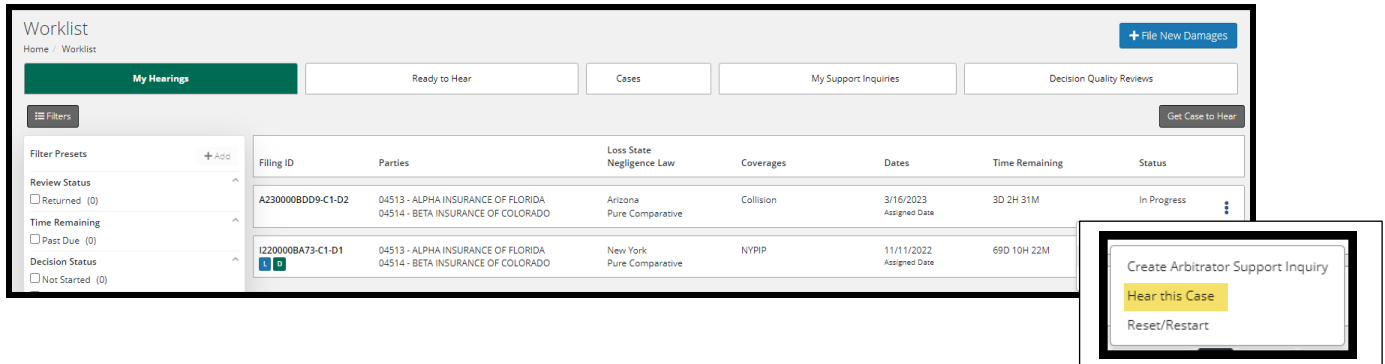 Worklist
Home / Worklist
+ File New Damages
My Hearings
Ready to Hear
Cases
My Support Inquiries
Decision Quality Reviews
Filters
Get Case to Hear
Filter Presets
+ Add
Review Status
Returned (0)
Time Remaining
Past Due (0)
Decision Status
Not Started (0)
Filing ID
Parties
Loss State
Negligence Law
Coverages
Dates
Time Remaining
Status
A230000BDD9-C1-D2
04513 - ALPHA INSURANCE OF FLORIDA
04514 - BETA INSURANCE OF COLORADO
Arizona
Pure Comparative
Collision
3/16/2023
Assigned Date
3D 2H 31M
In Progress
I220000BA73-C1-D1
L D
04513 - ALPHA INSURANCE OF FLORIDA
04514 - BETA INSURANCE OF COLORADO
New York
Pure Comparative
NYPIP
11/11/2022
Assigned Date
69D 10H 22M
Create Arbitrator Support Inquiry
Hear this Case
Reset/Restart